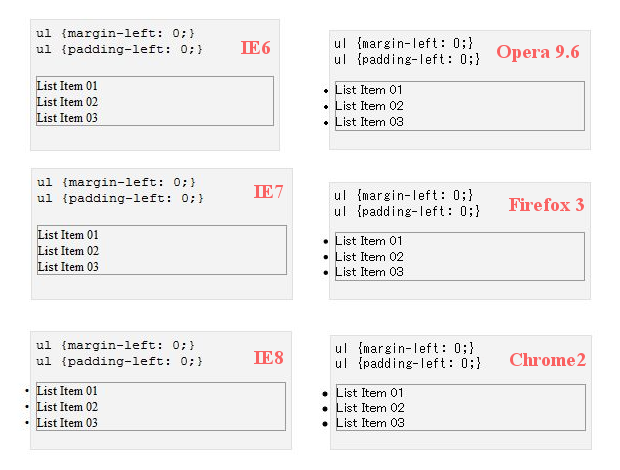 ul {margin-left: 0;}
ul {padding-left: 0;}
IE6
List Item 01
List Item 02
List Item 03
ul {margin-left: 0;}
ul {padding-left: 0;}
Opera 9.6
• List Item 01
• List Item 02
• List Item 03
ul {margin-left: 0;}
ul {padding-left: 0;}
IE7
List Item 01
List Item 02
List Item 03
ul {margin-left: 0;}
ul {padding-left: 0;}
Firefox 3
• List Item 01
• List Item 02
• List Item 03
ul {margin-left: 0;}
ul {padding-left: 0;}
IE8
• List Item 01
• List Item 02
• List Item 03
ul {margin-left: 0;}
ul {padding-left: 0;}
Chrome2
• List Item 01
• List Item 02
• List Item 03